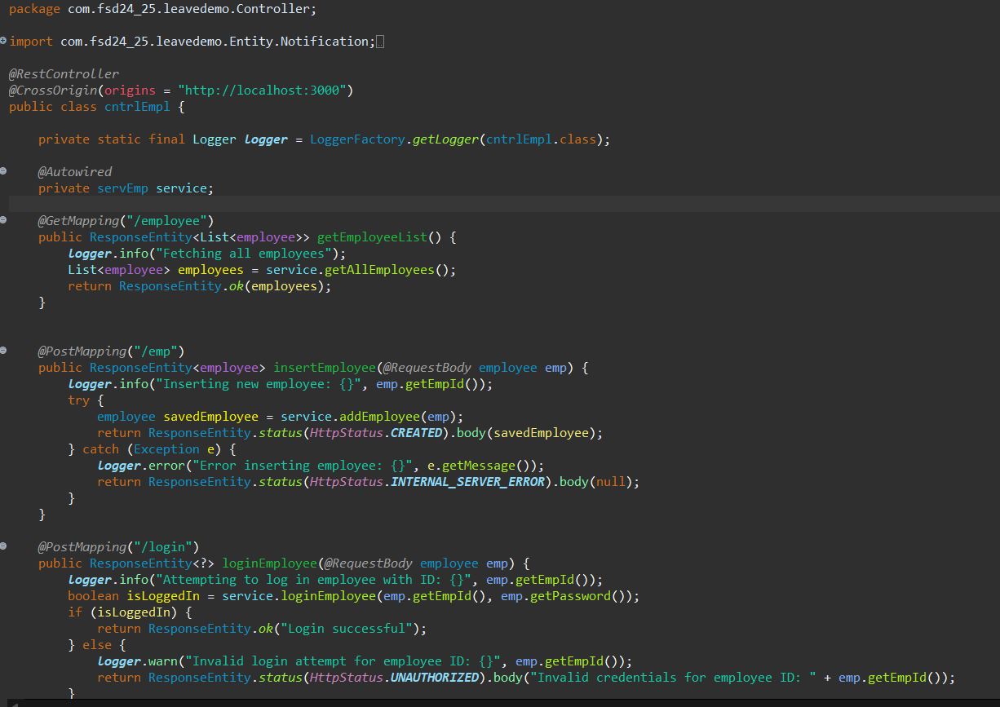 package com.fsd24_25.leavedemo.Controller;
import com.fsd24_25.leavedemo.Entity.Notification;
@RestController
@CrossOrigin(origins = "http://localhost:3000")
public class cntrlEmpl {
private static final Logger logger = LoggerFactory.getLogger(cntrlEmpl.class);
@Autowired
private servEmp service;
@GetMapping("/employee")
public ResponseEntity<List<employee>> getEmployeeList() {
logger.info("Fetching all employees");
List<employee> employees = service.getAllEmployees();
return ResponseEntity.ok(employees);
}
@PostMapping("/emp")
public ResponseEntity<employee> insertEmployee(@RequestBody employee emp) {
logger.info("Inserting new employee: {}", emp.getEmpId());
try {
employee savedEmployee = service.addEmployee(emp);
return ResponseEntity.status(HttpStatus.CREATED).body(savedEmployee);
} catch (Exception e) {
logger.error("Error inserting employee: {}", e.getMessage());
return ResponseEntity.status(HttpStatus.INTERNAL_SERVER_ERROR).body(null);
}
}
@PostMapping("/login")
public ResponseEntity<?> loginEmployee(@RequestBody employee emp) {
logger.info("Attempting to log in employee with ID: {}", emp.getEmpId());
boolean isLoggedIn = service.loginEmployee(emp.getEmpId(), emp.getPassword());
if (isLoggedIn) {
return ResponseEntity.ok("Login successful");
} else {
logger.warn("Invalid login attempt for employee ID: {}", emp.getEmpId());
return ResponseEntity.status(HttpStatus.UNAUTHORIZED).body("Invalid credentials for employee ID: " + emp.getEmpId());
}